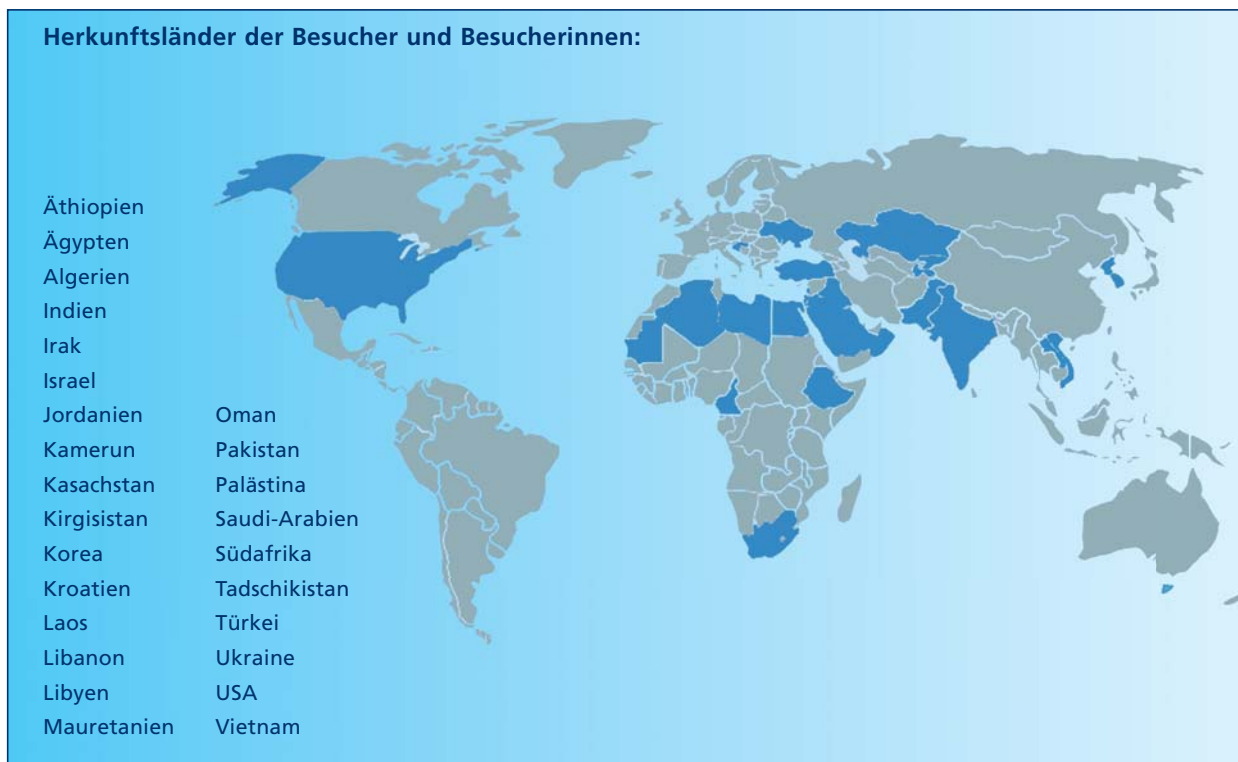 Herkunftsländer der Besucher und Besucherinnen:
Äthiopien
Ägypten
Algerien
Indien
Irak
Israel
Jordanien
Kamerun
Kasachstan
Kirgisistan
Korea
Kroatien
Laos
Libanon
Libyen
Mauretanien
Oman
Pakistan
Palästina
Saudi-Arabien
Südafrika
Tadschikistan
Türkei
Ukraine
USA
Vietnam